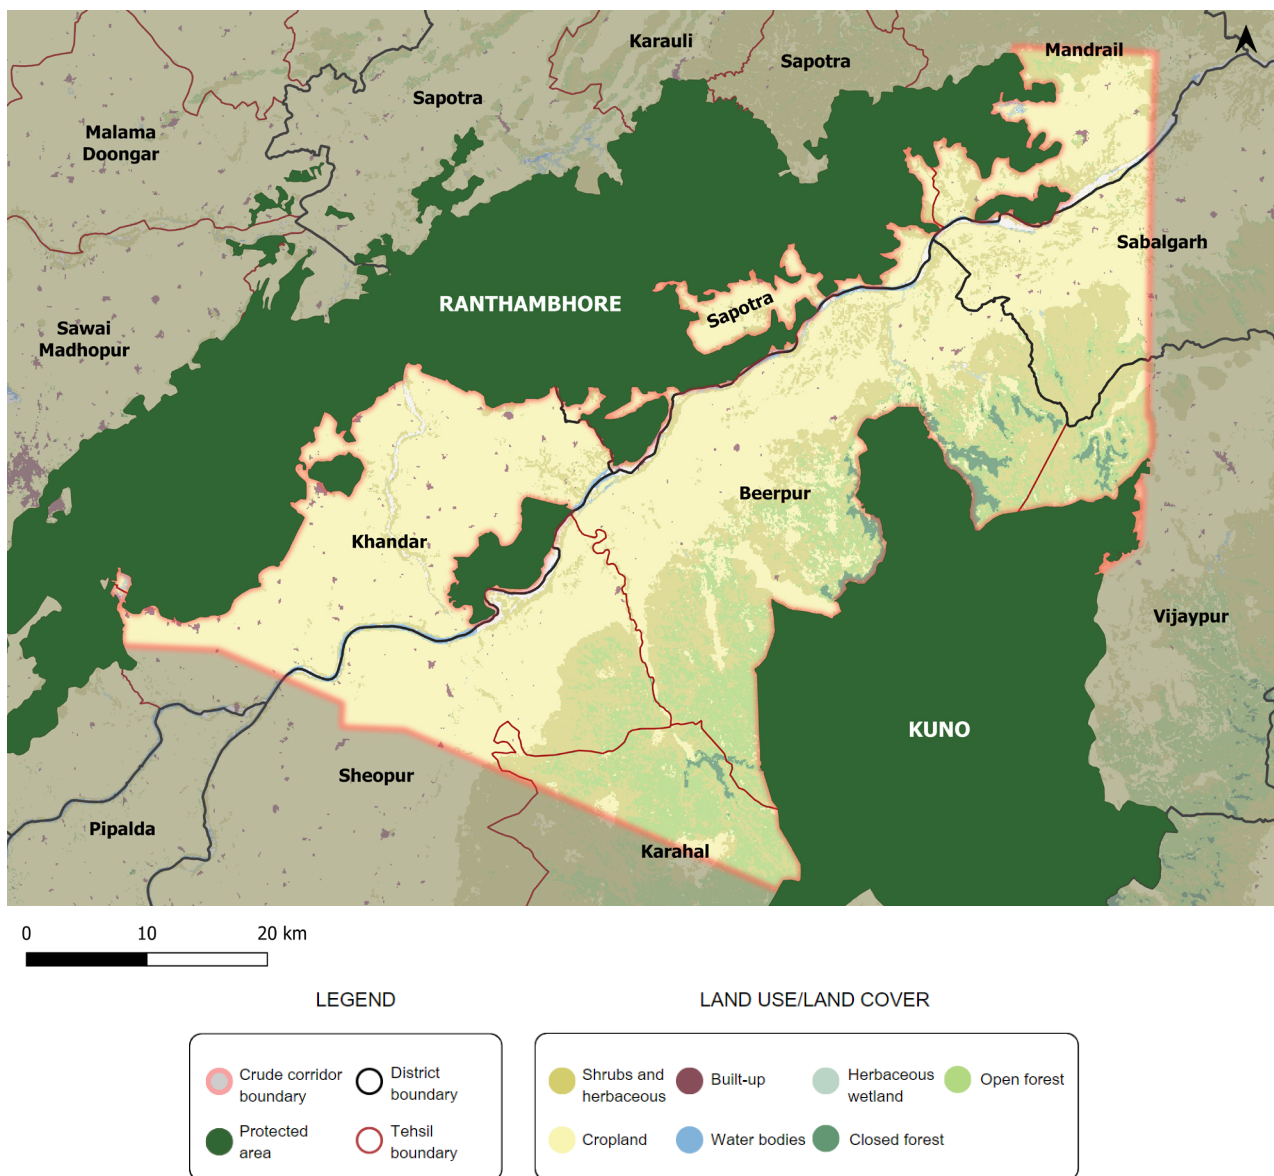 Karauli
Mandrail
Sapotra
Sapotra
Malama
Doongar
Sabalgarh
RANTHAMBHORE
Sapotra
Sawai
Madhopur
Beerpur
Khandar
Vijaypur
KUNO
Sheopur
Pipalda
Karahal
0 10 20 km
LEGEND
Crude corridor
boundary
District
boundary
Protected
area
Tehsil
boundary
LAND USE/LAND COVER
Shrubs and
herbaceous
Built-up
Herbaceous
wetland
Open forest
Cropland
Water bodies
Closed forest